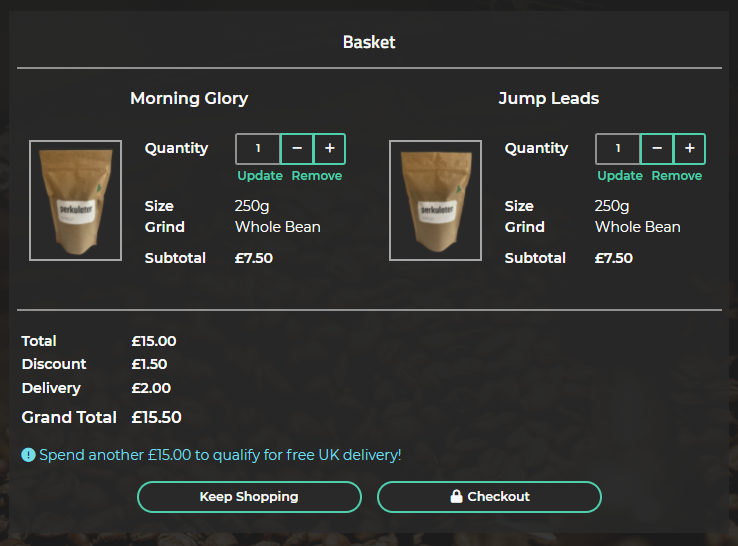 Basket
Morning Glory
Quantity 1 − +
Update Remove
perkulater
Size 250g
Grind Whole Bean
Subtotal £7.50
Jump Leads
Quantity 1 − +
Update Remove
perkulater
Size 250g
Grind Whole Bean
Subtotal £7.50
Total £15.00
Discount £1.50
Delivery £2.00
Grand Total £15.50
Spend another £15.00 to qualify for free UK delivery!
Keep Shopping
Checkout